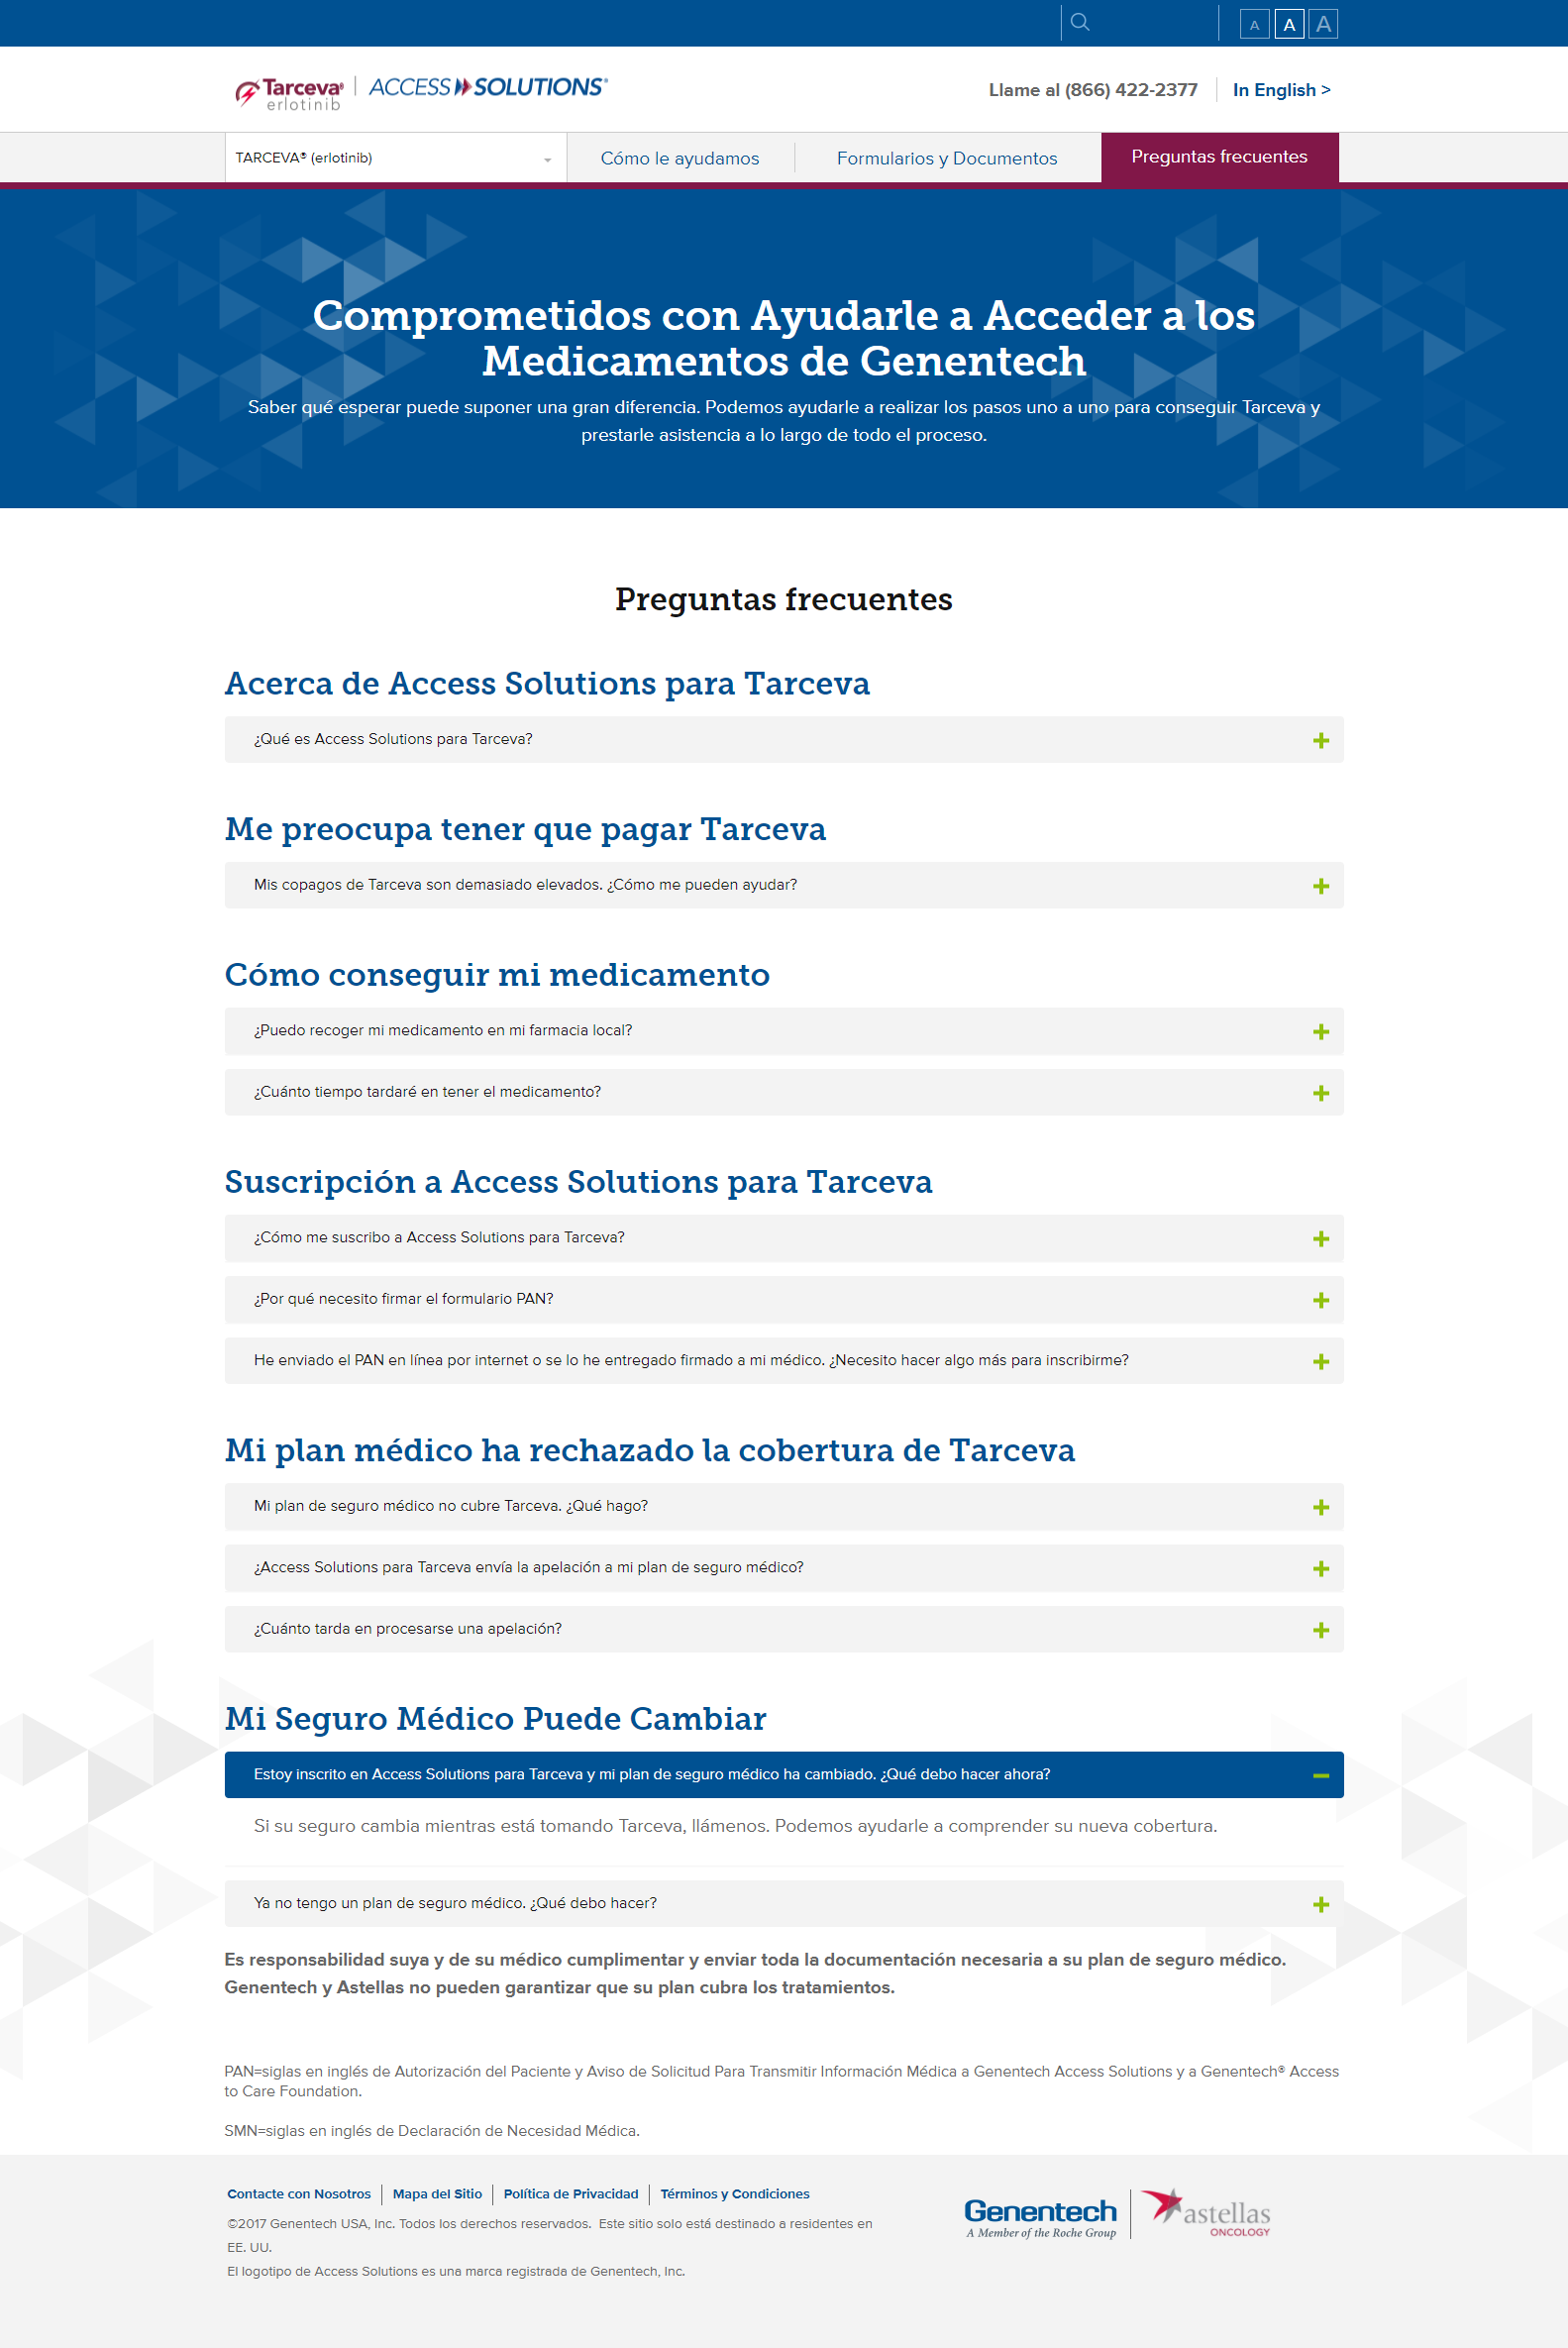 A A A
Tarceva® | ACCESS SOLUTIONS®
erlotinib
Llame al (866) 422-2377
In English >
TARCEVA® (erlotinib)
Cómo le ayudamos
Formularios y Documentos
Preguntas frecuentes
Comprometidos con Ayudarle a Acceder a los
Medicamentos de Genentech
Saber qué esperar puede suponer una gran diferencia. Podemos ayudarle a realizar los pasos uno a uno para conseguir Tarceva y
prestarle asistencia a lo largo de todo el proceso.
Preguntas frecuentes
Acerca de Access Solutions para Tarceva
¿Qué es Access Solutions para Tarceva?
Me preocupa tener que pagar Tarceva
Mis copagos de Tarceva son demasiado elevados. ¿Cómo me pueden ayudar?
Cómo conseguir mi medicamento
¿Puedo recoger mi medicamento en mi farmacia local?
¿Cuánto tiempo tardaré en tener el medicamento?
Suscripción a Access Solutions para Tarceva
¿Cómo me suscribo a Access Solutions para Tarceva?
¿Por qué necesito firmar el formulario PAN?
He enviado el PAN en línea por internet o se lo he entregado firmado a mi médico. ¿Necesito hacer algo más para inscribirme?
Mi plan médico ha rechazado la cobertura de Tarceva
Mi plan de seguro médico no cubre Tarceva. ¿Qué hago?
¿Access Solutions para Tarceva envía la apelación a mi plan de seguro médico?
¿Cuánto tarda en procesarse una apelación?
Mi Seguro Médico Puede Cambiar
Estoy inscrito en Access Solutions para Tarceva y mi plan de seguro médico ha cambiado. ¿Qué debo hacer ahora?
Si su seguro cambia mientras está tomando Tarceva, llámenos. Podemos ayudarle a comprender su nueva cobertura.
Ya no tengo un plan de seguro médico. ¿Qué debo hacer?
Es responsabilidad suya y de su médico cumplimentar y enviar toda la documentación necesaria a su plan de seguro médico.
Genentech y Astellas no pueden garantizar que su plan cubra los tratamientos.
PAN=siglas en inglés de Autorización del Paciente y Aviso de Solicitud Para Transmitir Información Médica a Genentech Access Solutions y a Genentech® Access
to Care Foundation.
SMN=siglas en inglés de Declaración de Necesidad Médica.
Contacte con Nosotros | Mapa del Sitio | Política de Privacidad | Términos y Condiciones
©2017 Genentech USA, Inc. Todos los derechos reservados. Este sitio solo está destinado a residentes en
EE. UU.
El logotipo de Access Solutions es una marca registrada de Genentech, Inc.
Genentech
A Member of the Roche Group
astellas
ONCOLOGY